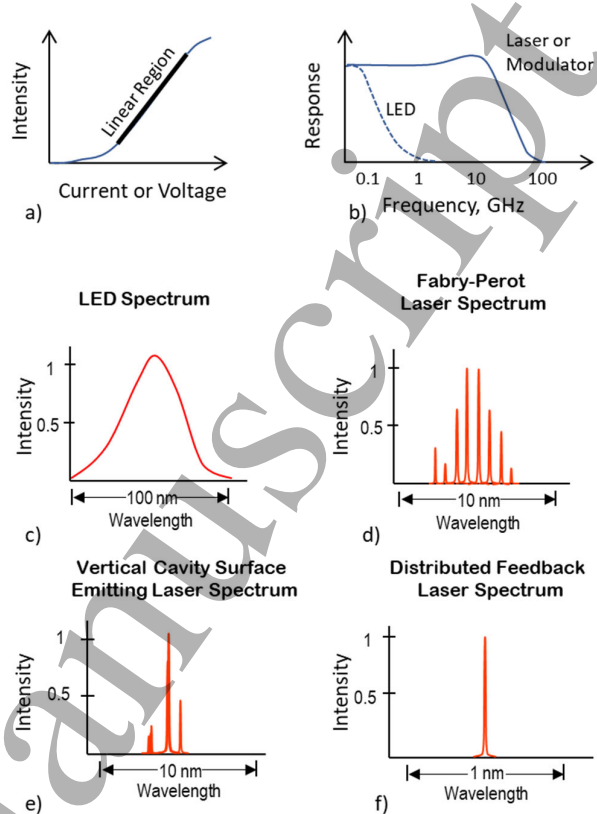 Intensity
Linear Region
Current or Voltage
a)
Response
Laser or
Modulator
LED
0.1 1 10 100
Frequency, GHz
b)
LED Spectrum
Intensity
1
0.5
100 nm
Wavelength
c)
Fabry-Perot
Laser Spectrum
Intensity
1
0.5
10 nm
Wavelength
d)
Vertical Cavity Surface
Emitting Laser Spectrum
Intensity
1
0.5
10 nm
Wavelength
e)
Distributed Feedback
Laser Spectrum
Intensity
1
0.5
1 nm
Wavelength
f)
anuscript